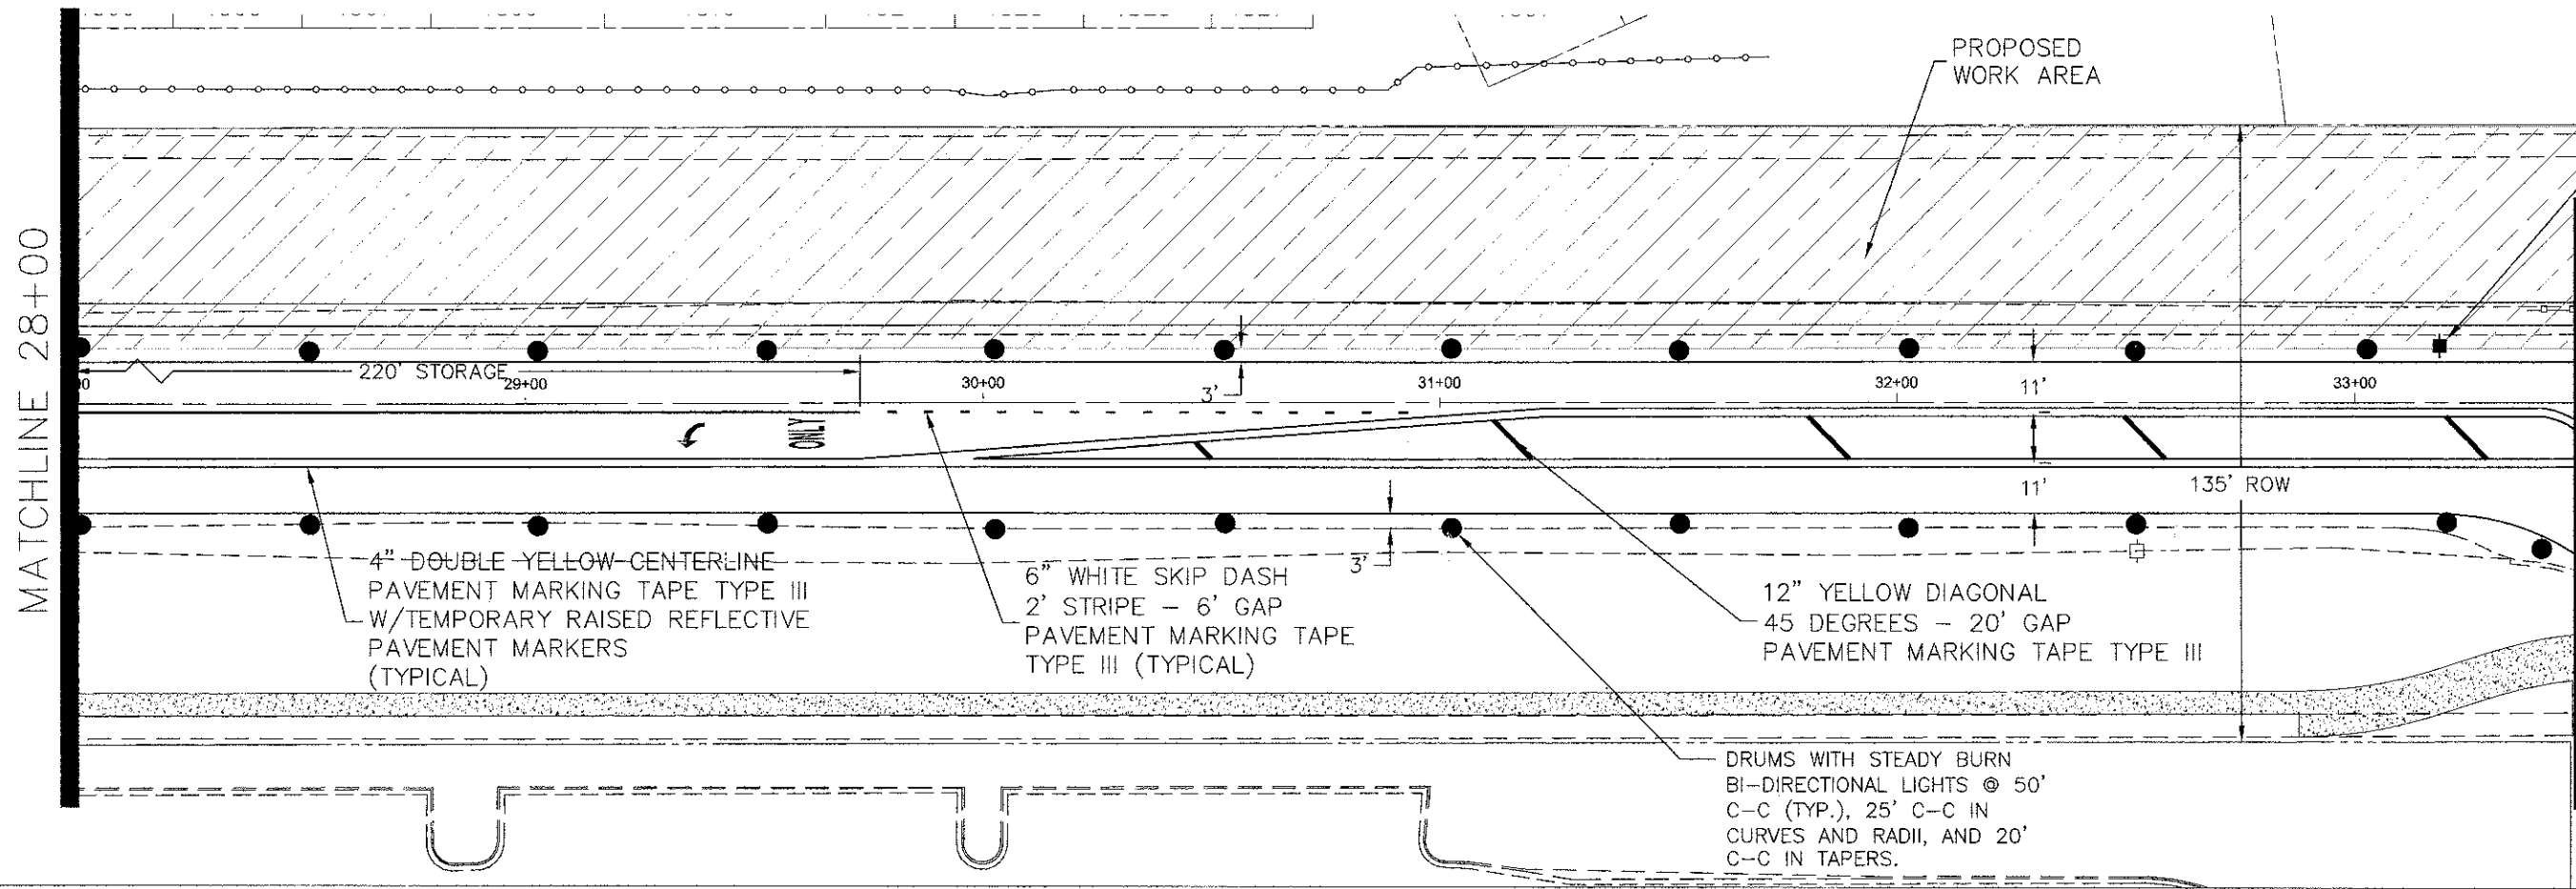 PROPOSED
WORK AREA
MATCHLINE 28+00
220' STORAGE
29+00
30+00
3'
31+00
32+00
11'
33+00
ONLY
11'
135' ROW
3'
4" DOUBLE YELLOW CENTERLINE
PAVEMENT MARKING TAPE TYPE III
W/TEMPORARY RAISED REFLECTIVE
PAVEMENT MARKERS
(TYPICAL)
6" WHITE SKIP DASH
2' STRIPE – 6' GAP
PAVEMENT MARKING TAPE
TYPE III (TYPICAL)
12" YELLOW DIAGONAL
45 DEGREES – 20' GAP
PAVEMENT MARKING TAPE TYPE III
DRUMS WITH STEADY BURN
BI-DIRECTIONAL LIGHTS @ 50'
C-C (TYP.), 25' C-C IN
CURVES AND RADII, AND 20'
C-C IN TAPERS.